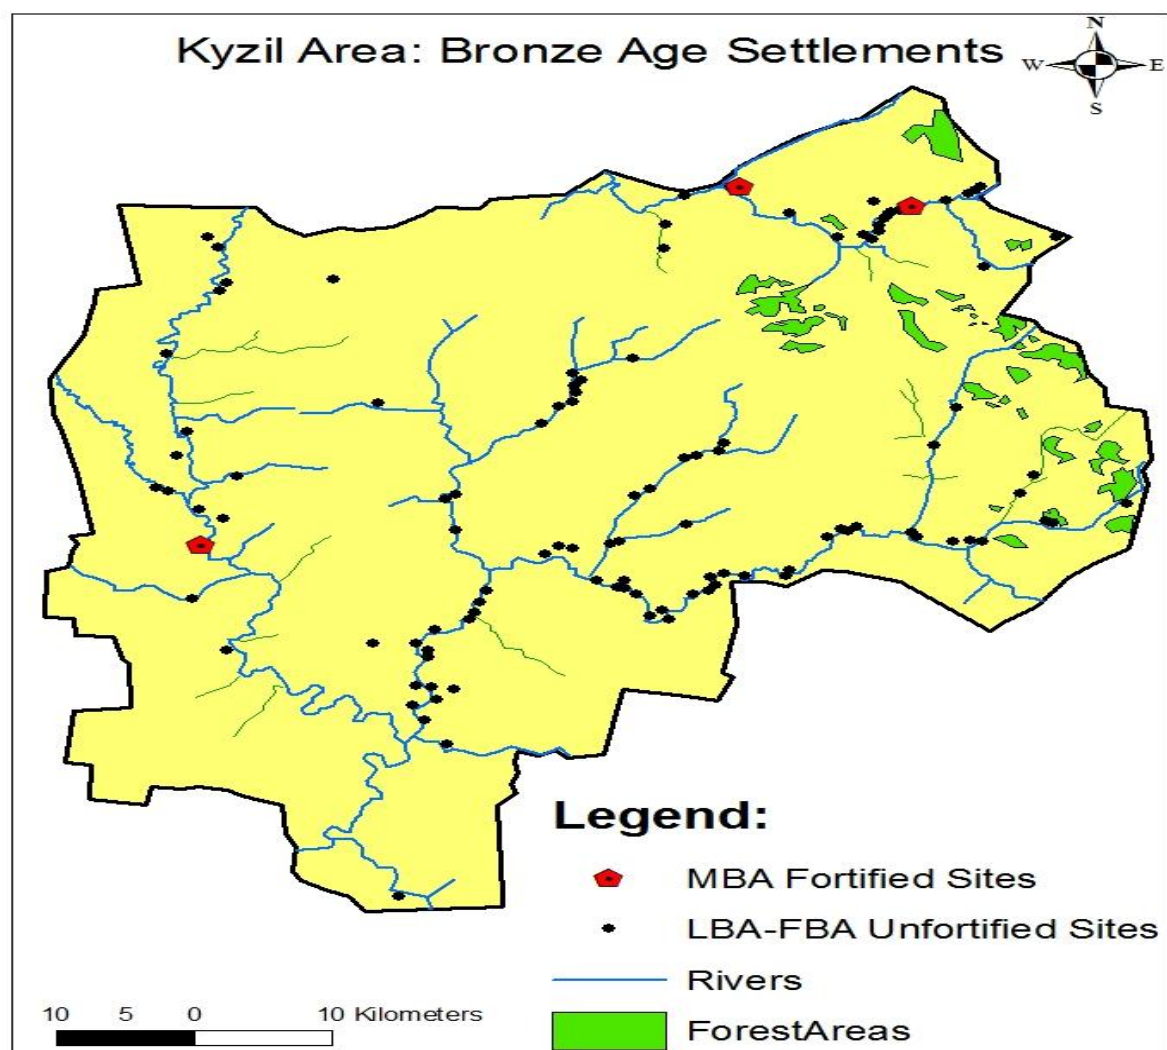 Kyzil Area: Bronze Age Settlements
N
W E
S
Legend:
MBA Fortified Sites
LBA-FBA Unfortified Sites
Rivers
ForestAreas
10 5 0 10 Kilometers